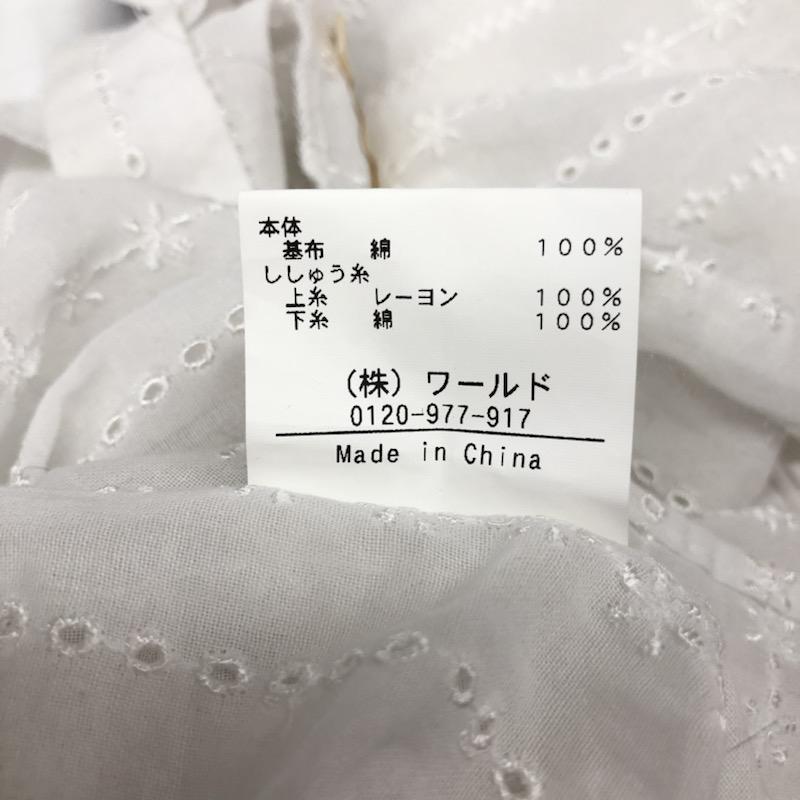 本体
基布 綿 100%
ししゅう糸
上糸 レーヨン 100%
下糸 綿 100%
(株) ワールド
0120-977-917
Made in China